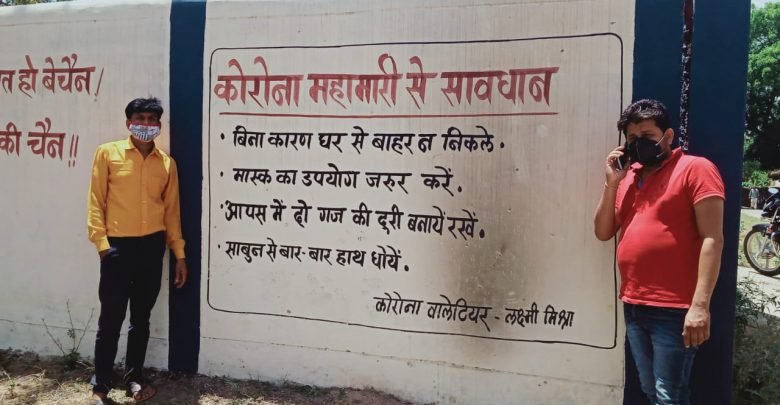 त हो बेचैन!
की चैन!!
कोरोना महामारी से सावधान
• बिना कारण घर से बाहर न निकले.
• मास्क का उपयोग जरुर करें.
• आपस में दो गज की दूरी बनायें रखें.
• साबुन से बार-बार हाथ धोयें.
कोरोना वालेंटियर - लक्ष्मी मिश्रा